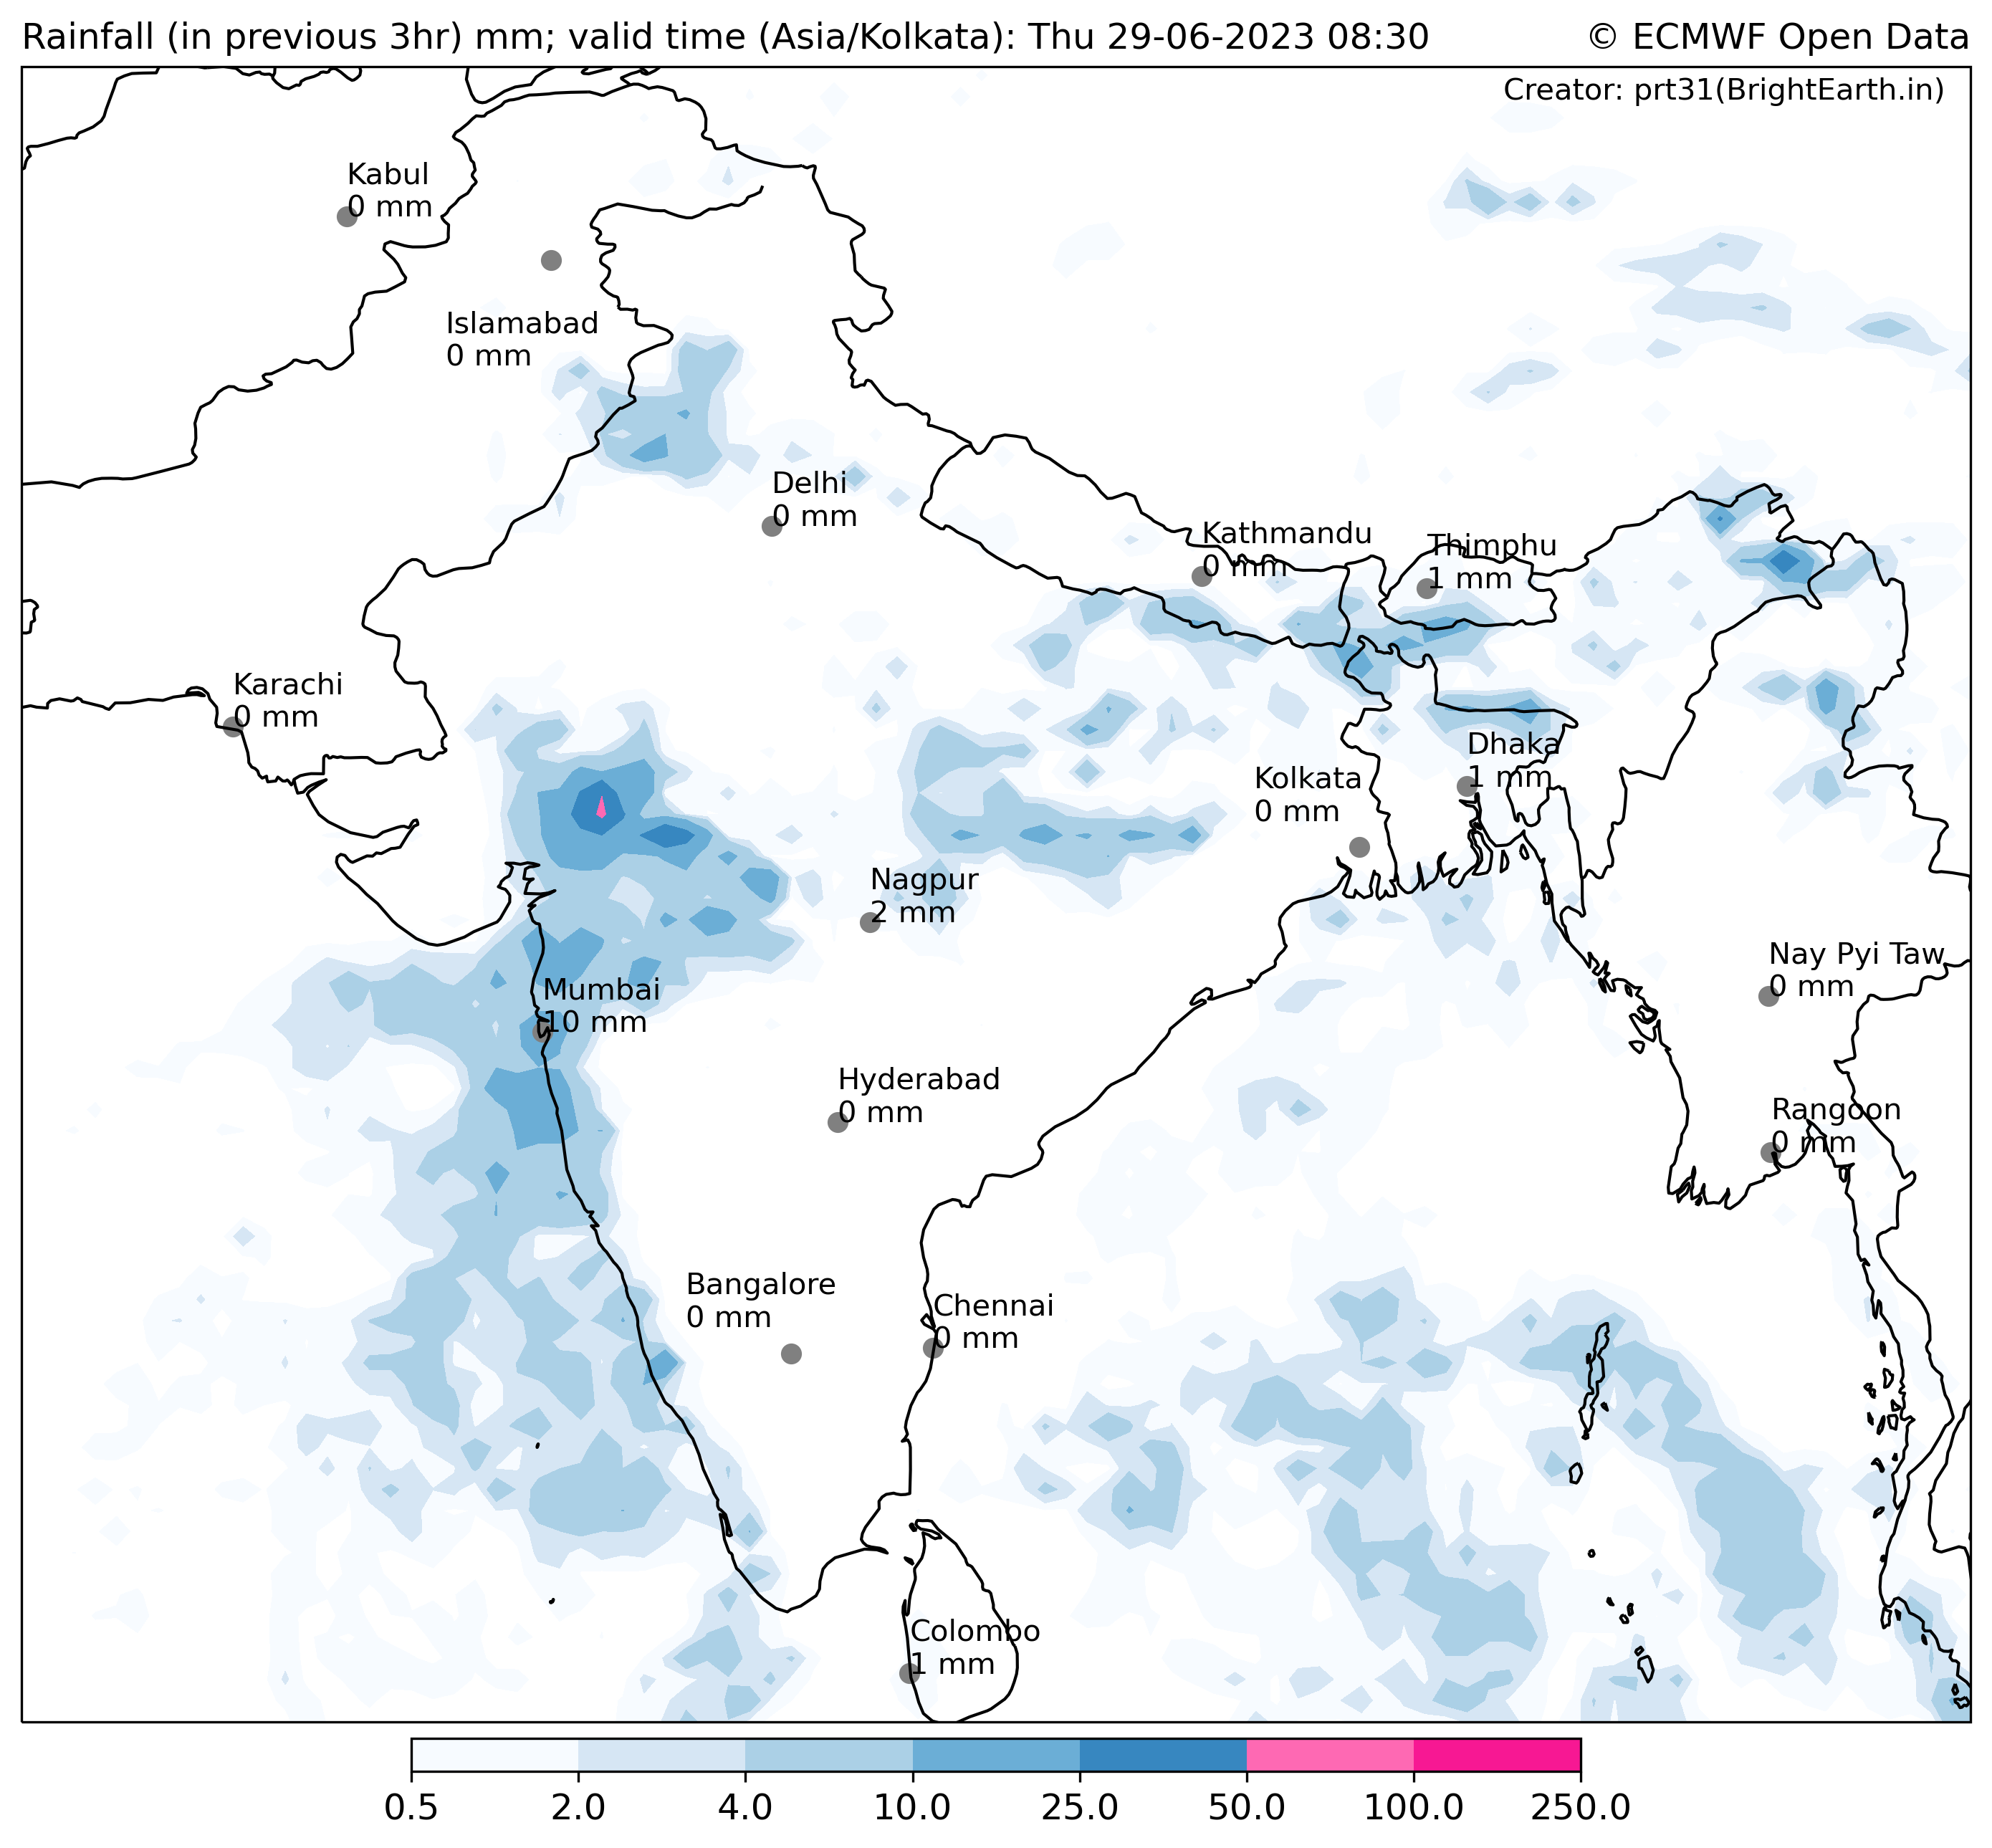 Rainfall (in previous 3hr) mm; valid time (Asia/Kolkata): Thu 29-06-2023 08:30
© ECMWF Open Data
Creator: prt31(BrightEarth.in)
Kabul
0 mm
Islamabad
0 mm
Delhi
0 mm
Kathmandu
0 mm
Thimphu
1 mm
Karachi
0 mm
Dhaka
1 mm
Kolkata
0 mm
Nagpur
2 mm
Nay Pyi Taw
0 mm
Mumbai
10 mm
Hyderabad
0 mm
Rangoon
0 mm
Bangalore
0 mm
Chennai
0 mm
Colombo
1 mm
0.5 2.0 4.0 10.0 25.0 50.0 100.0 250.0